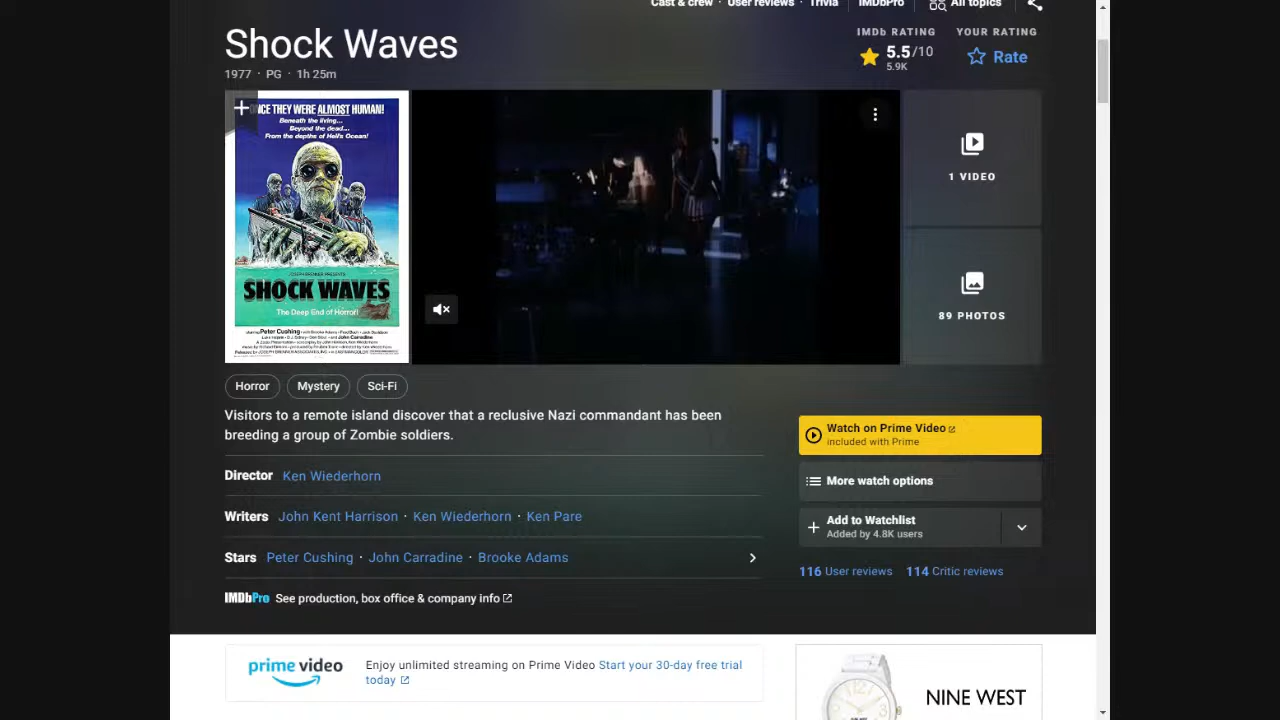 Cast & crew · User reviews · Trivia IMDbPro All topics
Shock Waves
1977 · PG · 1h 25m
IMDb RATING
5.5/10
5.9K
YOUR RATING
Rate
ONCE THEY WERE ALMOST HUMAN!
Beneath the living...
Beyond the dead...
From the depths of Hell's Ocean!
JOSEPH BRENNER PRESENTS
SHOCK WAVES
The Deep End of Horror!
1 VIDEO
89 PHOTOS
Horror Mystery Sci-Fi
Visitors to a remote island discover that a reclusive Nazi commandant has been
breeding a group of Zombie soldiers.
Director Ken Wiederhorn
Writers John Kent Harrison · Ken Wiederhorn · Ken Pare
Stars Peter Cushing · John Carradine · Brooke Adams
IMDbPro See production, box office & company info
Watch on Prime Video
included with Prime
More watch options
Add to Watchlist
Added by 4.8K users
116 User reviews 114 Critic reviews
prime video
Enjoy unlimited streaming on Prime Video Start your 30-day free trial
today
NINE WEST